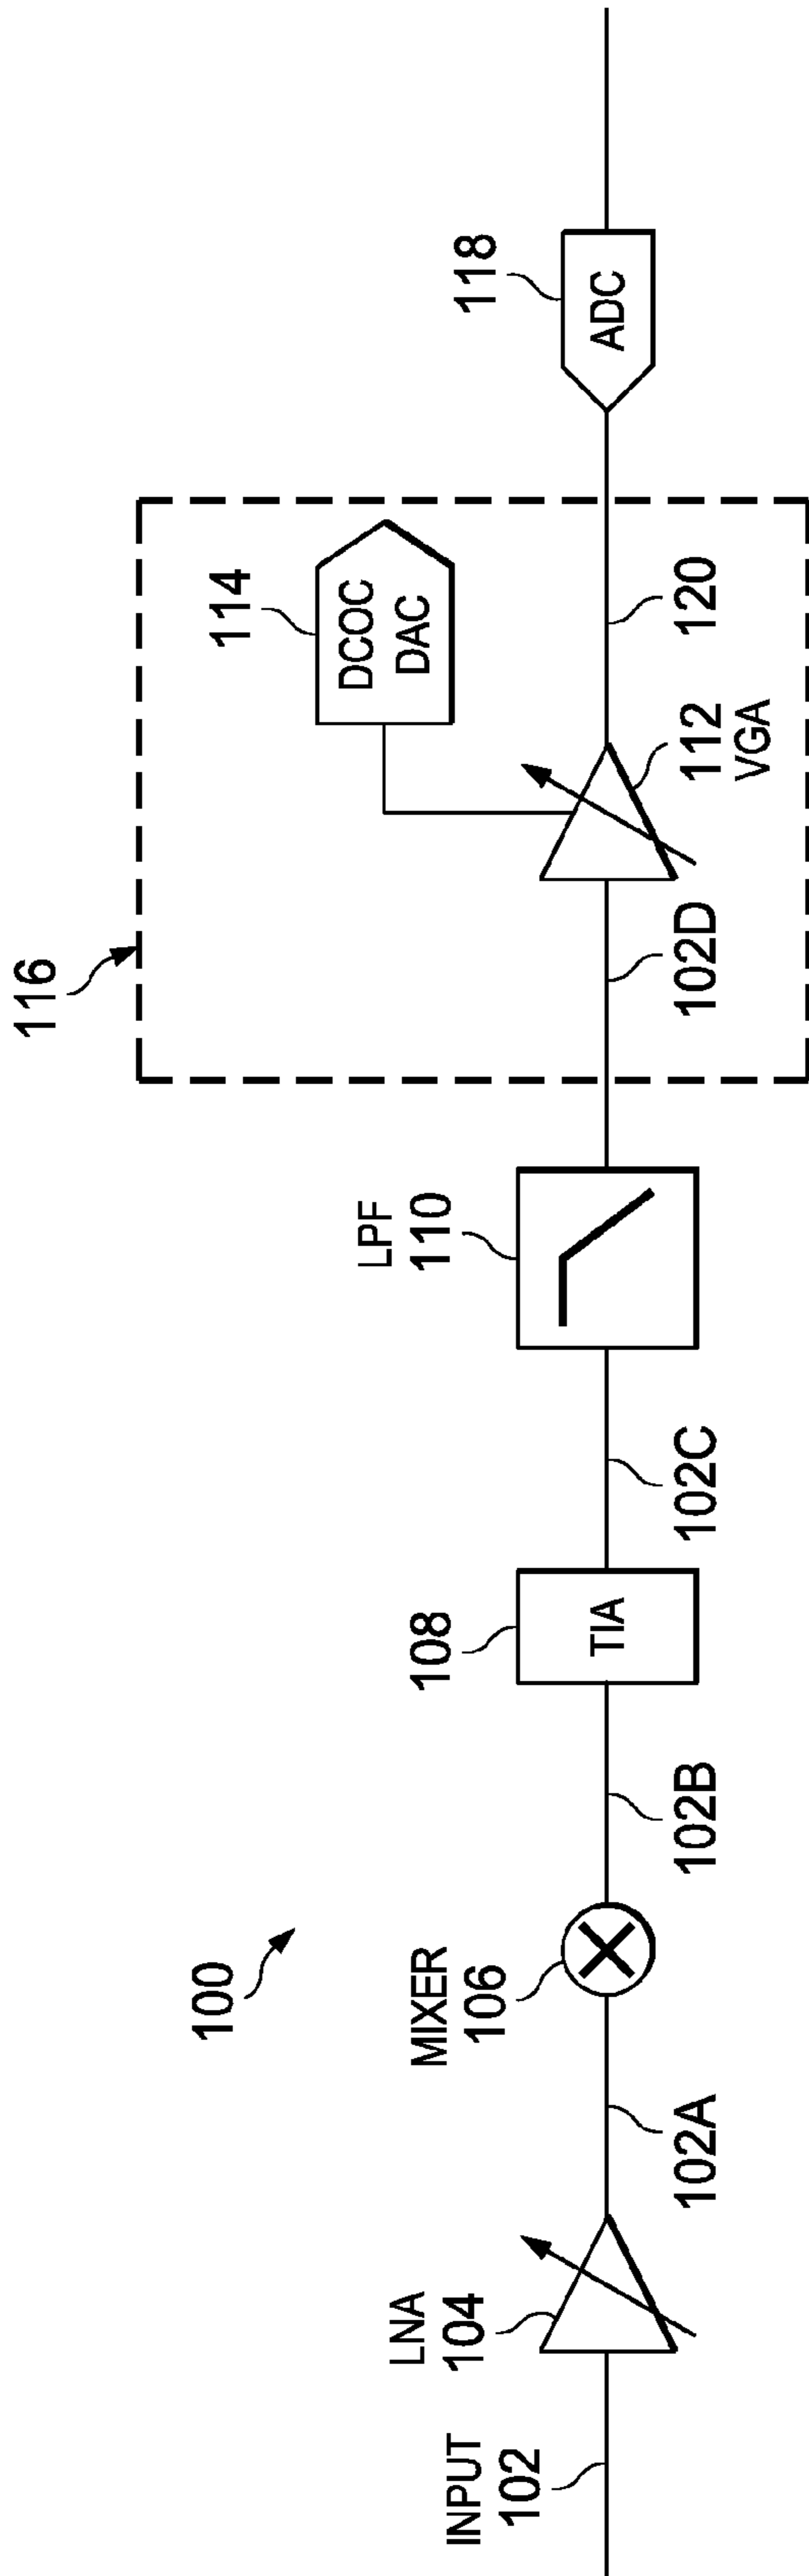 100
116
INPUT
102
LNA
104
102A
MIXER
106
102B
108
TIA
102C
LPF
110
102D
112
VGA
114
DCOC
DAC
120
118
ADC